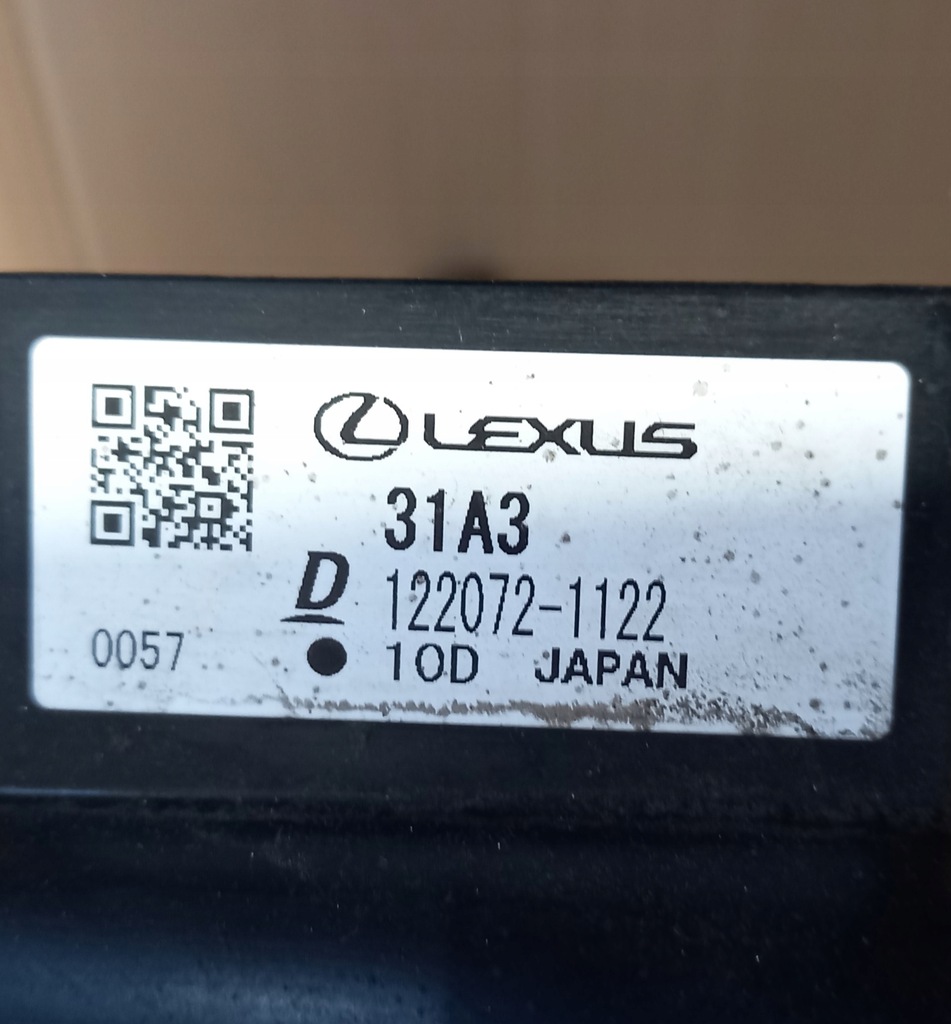 LEXUS
31A3
D 122072-1122
0057
● 10D JAPAN